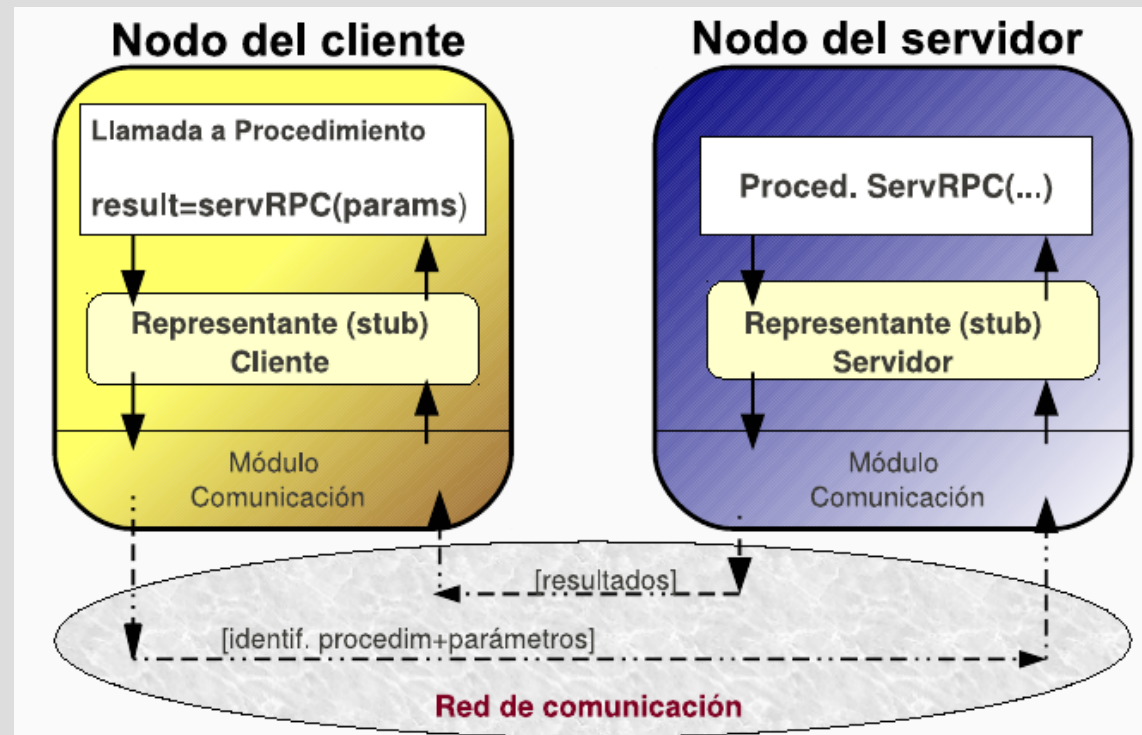 Nodo del cliente
Llamada a Procedimiento
result=servRPC(params)
Representante (stub)
Cliente
Módulo
Comunicación
Nodo del servidor
Proced. ServRPC(...)
Representante (stub)
Servidor
Módulo
Comunicación
[resultados]
[identif. procedim+parámetros]
Red de comunicación